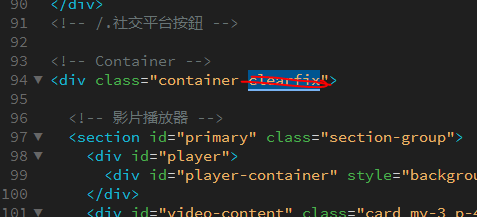 90 </div>
91 <!-- /.社交平台按鈕 -->
92
93 <!-- Container -->
94 <div class="container clearfix">
95
96 <!-- 影片播放器 -->
97 <section id="primary" class="section-group">
98 <div id="player">
99 <div id="player-container" style="backgrou
100 </div>
101 <div id="video-content" class="card my-3 p-4